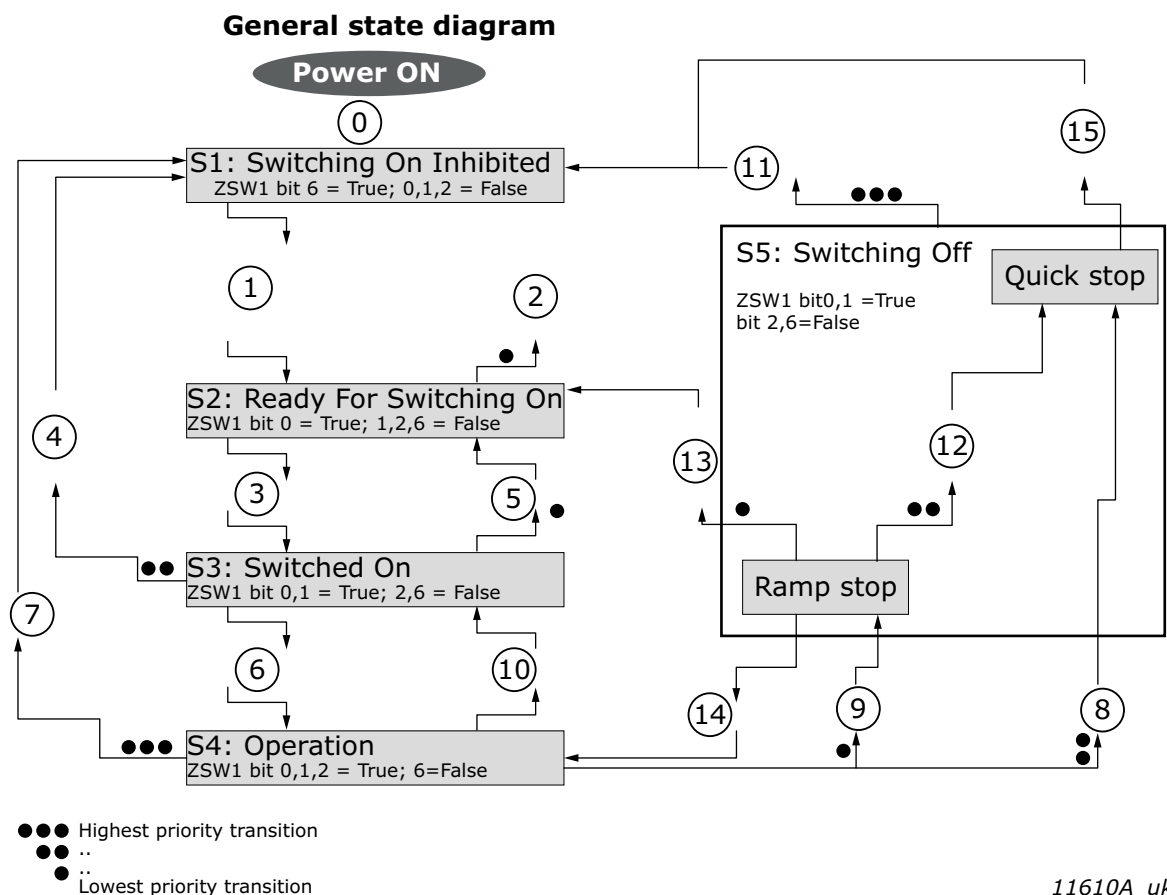 General state diagram
Power ON
0
15
S1: Switching On Inhibited
ZSW1 bit 6 = True; 0,1,2 = False
11
S5: Switching Off
ZSW1 bit0,1 =True
bit 2,6=False
Quick stop
1
2
S2: Ready For Switching On
ZSW1 bit 0 = True; 1,2,6 = False
4
12
13
3
5
S3: Switched On
ZSW1 bit 0,1 = True; 2,6 = False
Ramp stop
7
6
10
14
9
8
S4: Operation
ZSW1 bit 0,1,2 = True; 6=False
Highest priority transition
..
..
Lowest priority transition
11610A_uk